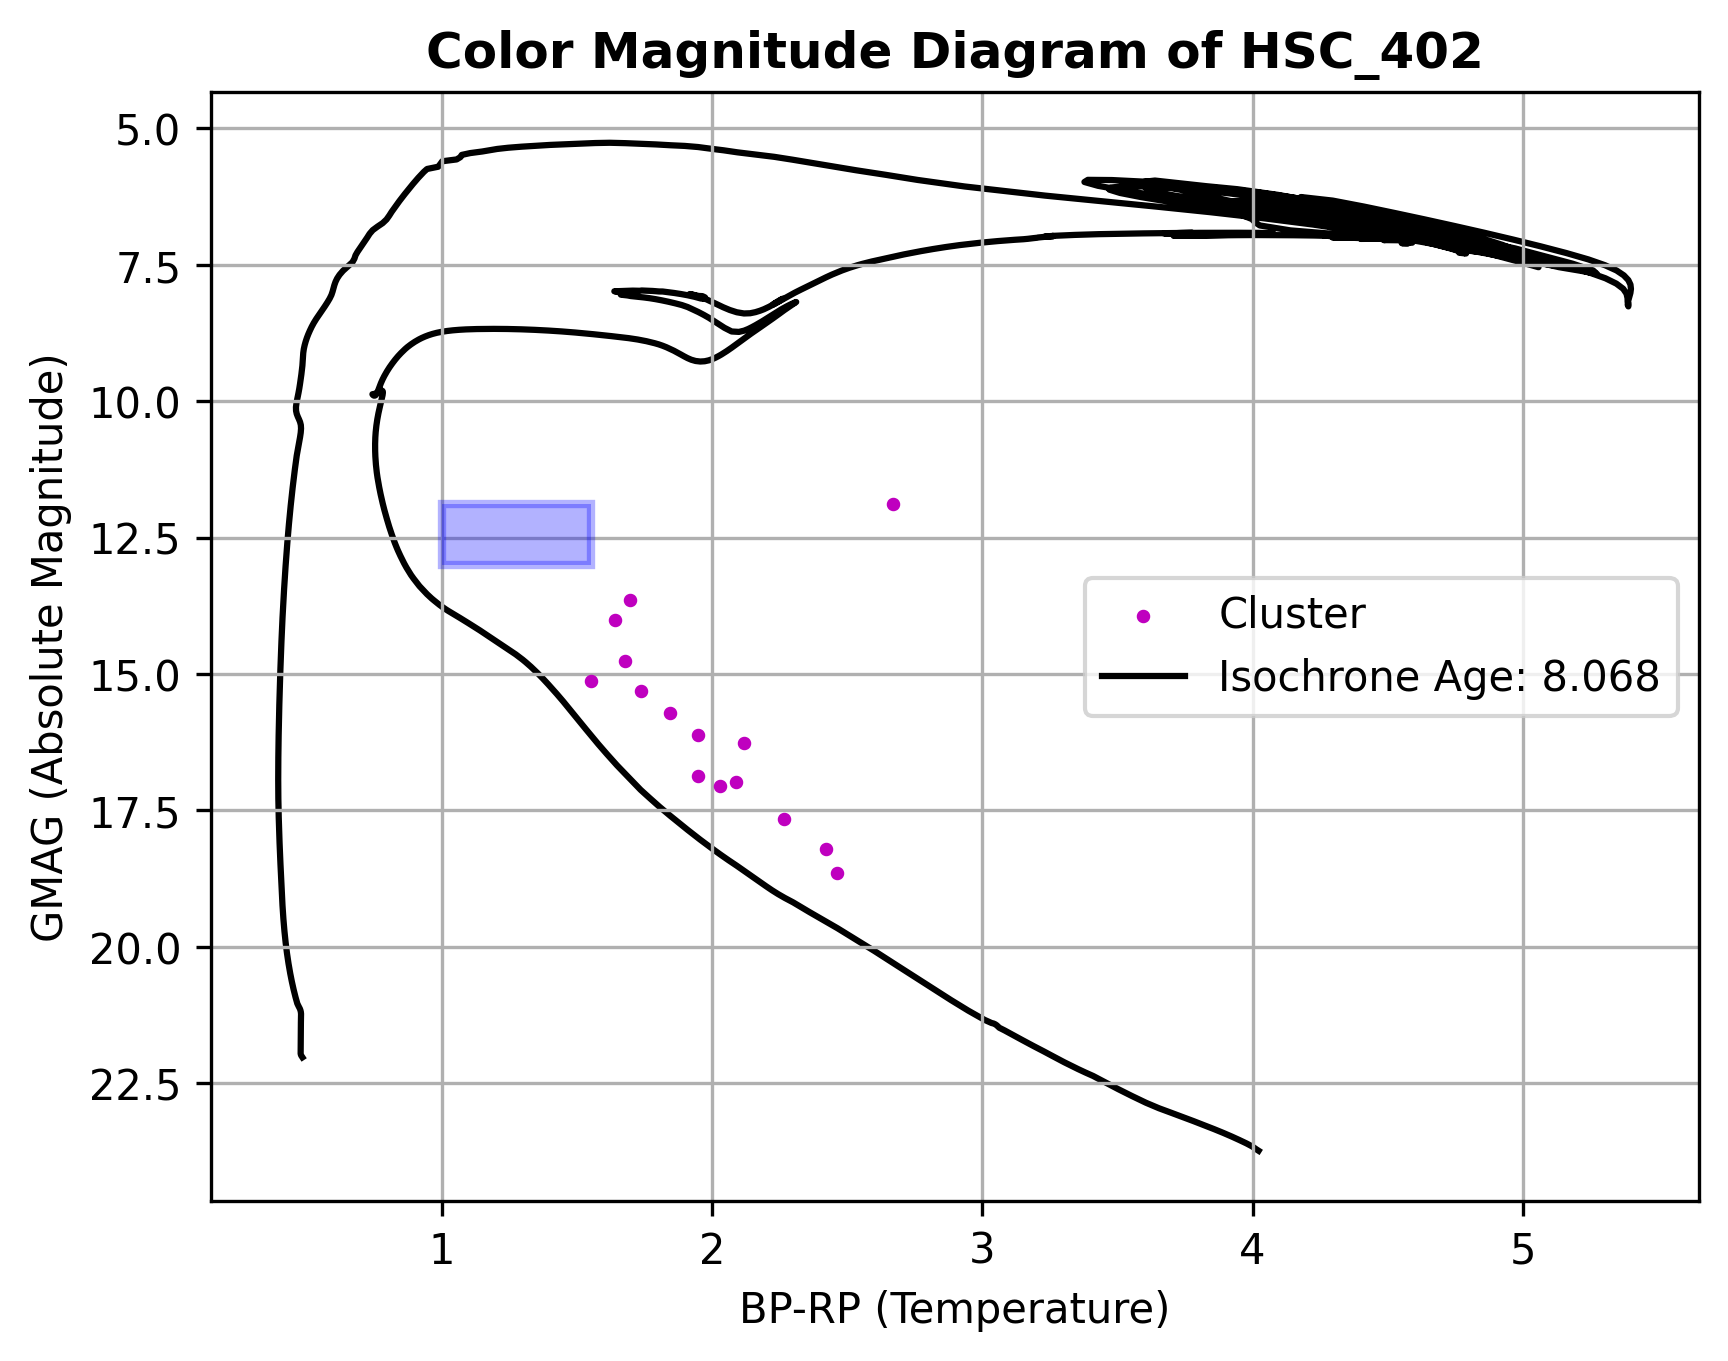 Color Magnitude Diagram of HSC_402
5.0
7.5
10.0
12.5
15.0
17.5
20.0
22.5
GMAG (Absolute Magnitude)
Cluster
Isochrone Age: 8.068
1 2 3 4 5
BP-RP (Temperature)